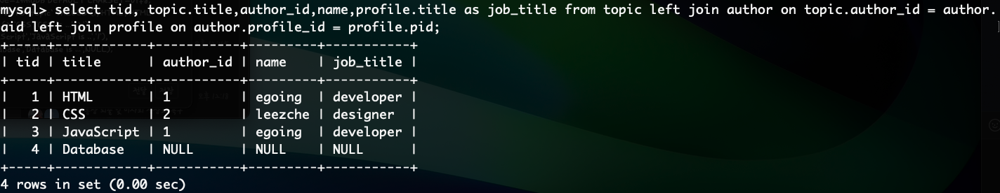 mysql> select tid, topic.title,author_id,name,profile.title as job_title from topic left join author on topic.author_id = author.
aid left join profile on author.profile_id = profile.pid;
+-----+------------+-----------+---------+-----------+
| tid | title      | author_id | name    | job_title |
+-----+------------+-----------+---------+-----------+
|   1 | HTML       | 1         | egoing  | developer |
|   2 | CSS        | 2         | leezche | designer  |
|   3 | JavaScript | 1         | egoing  | developer |
|   4 | Database   | NULL      | NULL    | NULL      |
+-----+------------+-----------+---------+-----------+
4 rows in set (0.00 sec)